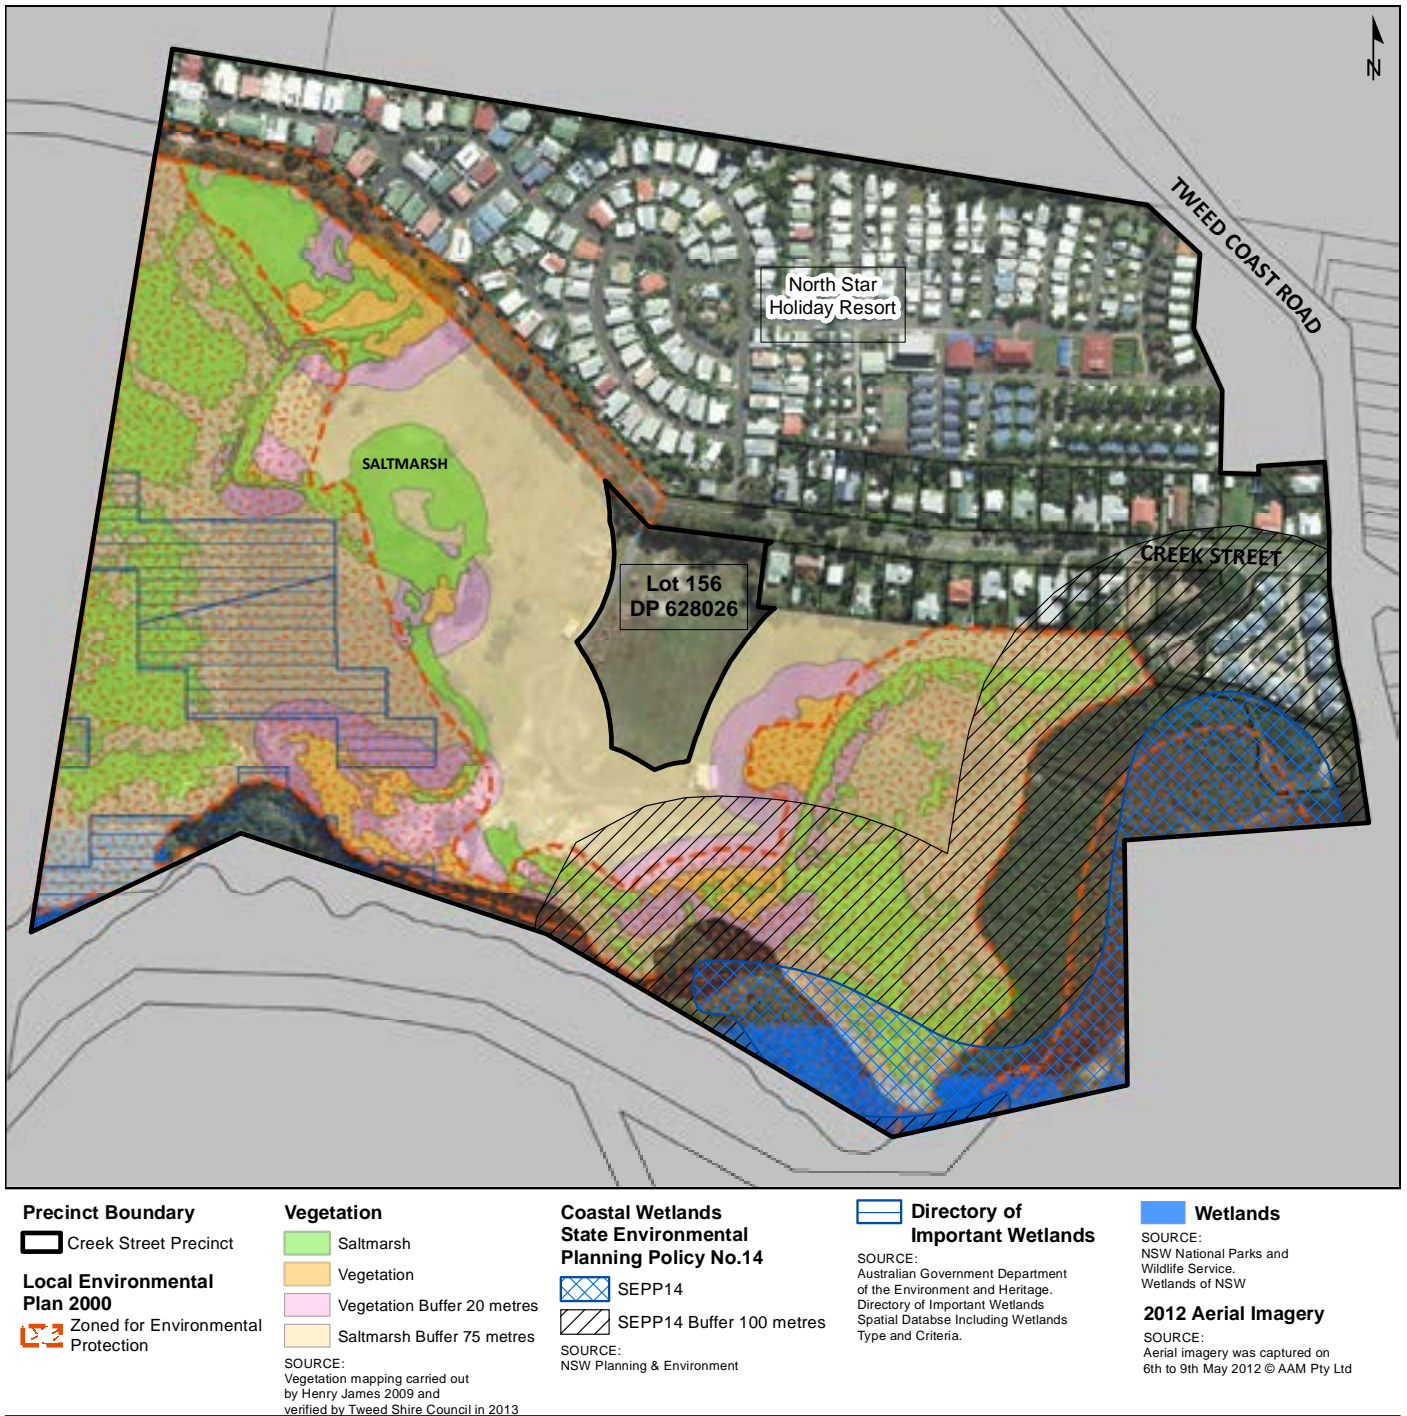 N
TWEED COAST ROAD
North Star
Holiday Resort
SALTMARSH
CREEK STREET
Lot 156
DP 628026
Precinct Boundary
Creek Street Precinct
Local Environmental
Plan 2000
Zoned for Environmental
Protection
Vegetation
Saltmarsh
Vegetation
Vegetation Buffer 20 metres
Saltmarsh Buffer 75 metres
SOURCE:
Vegetation mapping carried out
by Henry James 2009 and
verified by Tweed Shire Council in 2013
Coastal Wetlands
State Environmental
Planning Policy No.14
SEPP14
SEPP14 Buffer 100 metres
SOURCE:
NSW Planning & Environment
Directory of
Important Wetlands
SOURCE:
Australian Government Department
of the Environment and Heritage.
Directory of Important Wetlands
Spatial Databse Including Wetlands
Type and Criteria.
Wetlands
SOURCE:
NSW National Parks and
Wildlife Service.
Wetlands of NSW
2012 Aerial Imagery
SOURCE:
Aerial imagery was captured on
6th to 9th May 2012 © AAM Pty Ltd